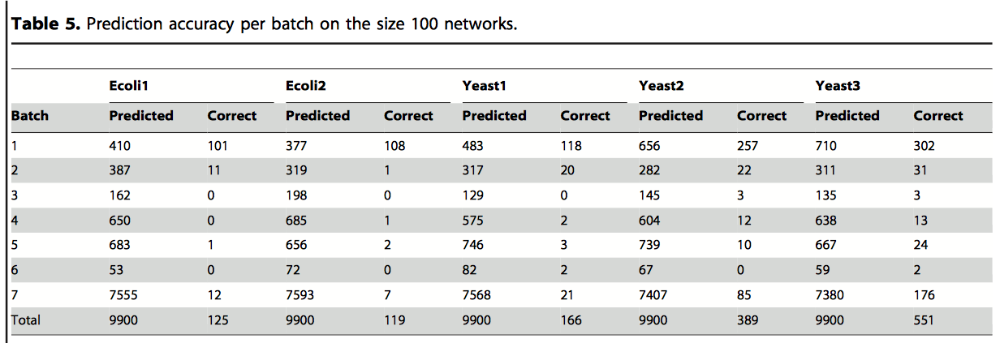 Table 5. Prediction accuracy per batch on the size 100 networks.
Ecoli1 Ecoli2 Yeast1 Yeast2 Yeast3
Batch Predicted Correct Predicted Correct Predicted Correct Predicted Correct Predicted Correct
1 410 101 377 108 483 118 656 257 710 302
2 387 11 319 1 317 20 282 22 311 31
3 162 0 198 0 129 0 145 3 135 3
4 650 0 685 1 575 2 604 12 638 13
5 683 1 656 2 746 3 739 10 667 24
6 53 0 72 0 82 2 67 0 59 2
7 7555 12 7593 7 7568 21 7407 85 7380 176
Total 9900 125 9900 119 9900 166 9900 389 9900 551